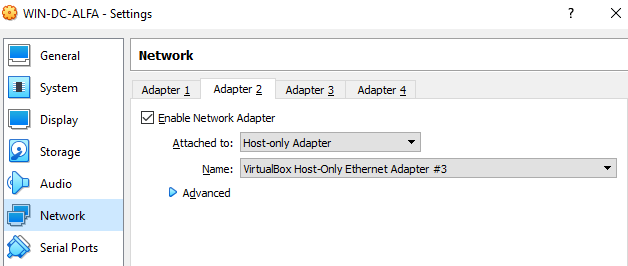 WIN-DC-ALFA - Settings ? ×
General
System
Display
Storage
Audio
Network
Serial Ports
Network
Adapter 1 Adapter 2 Adapter 3 Adapter 4
Enable Network Adapter
Attached to: Host-only Adapter
Name: VirtualBox Host-Only Ethernet Adapter #3
Advanced